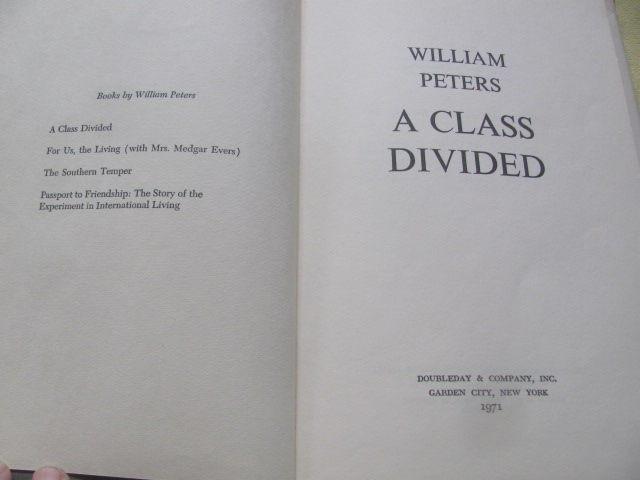 Books by William Peters
A Class Divided
For Us, the Living (with Mrs. Medgar Evers)
The Southern Temper
Passport to Friendship: The Story of the
Experiment in International Living
WILLIAM
PETERS
A CLASS
DIVIDED
DOUBLEDAY & COMPANY, INC.
GARDEN CITY, NEW YORK
1971